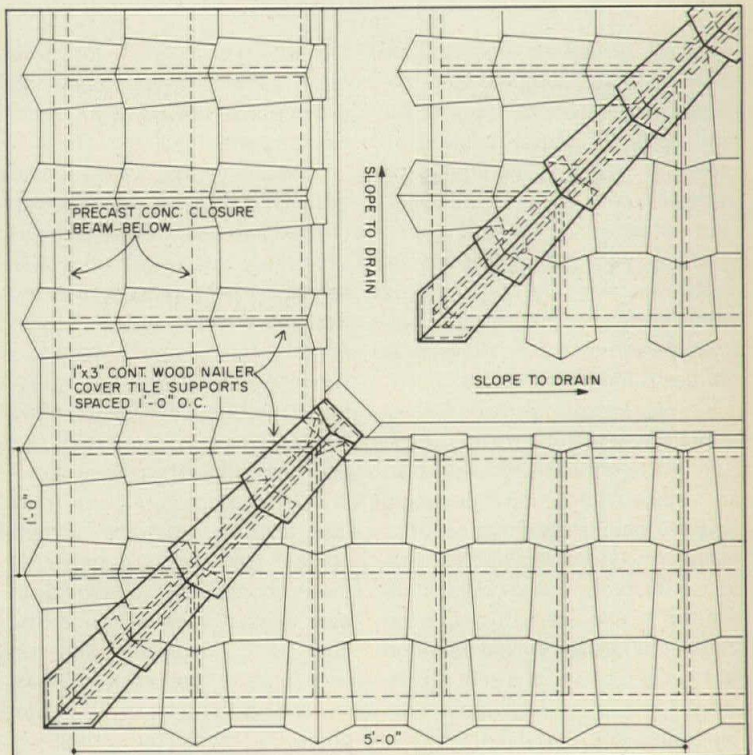 PRECAST CONC. CLOSURE
BEAM BELOW
SLOPE TO DRAIN
1"x3" CONT. WOOD NAILER
COVER TILE SUPPORTS
SPACED 1'-0" O.C.
SLOPE TO DRAIN
1'-0"
5'-0"